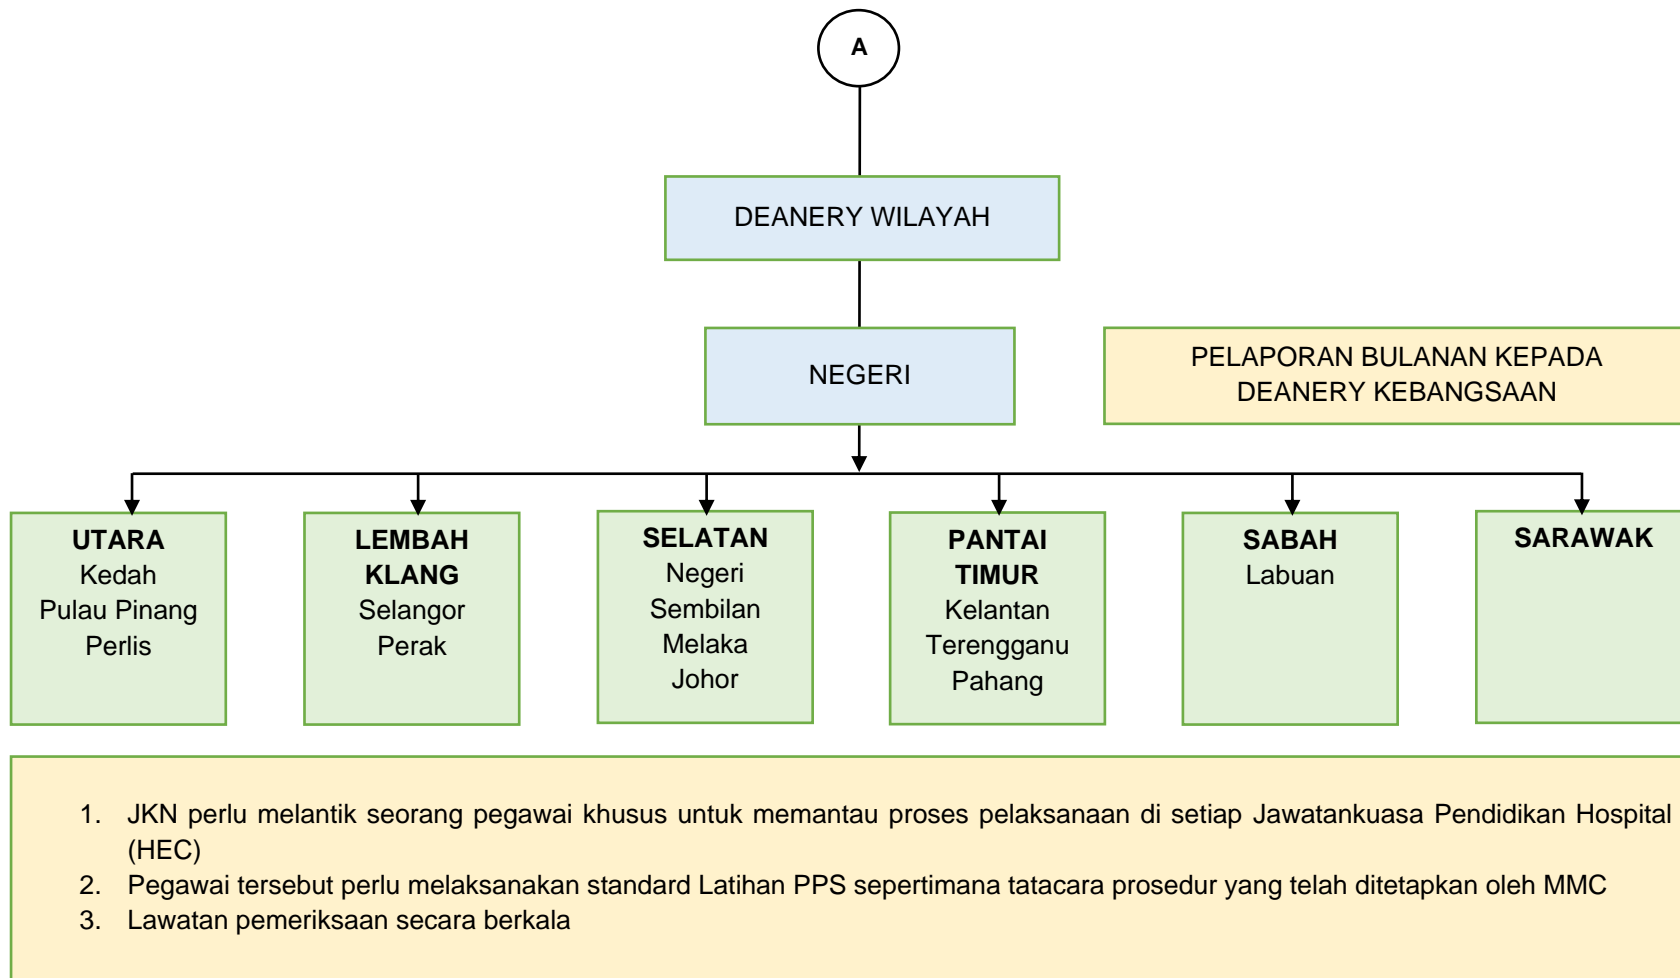 A
DEANERY WILAYAH
NEGERI
PELAPORAN BULANAN KEPADA
DEANERY KEBANGSAAN
UTARA
Kedah
Pulau Pinang
Perlis
LEMBAH
KLANG
Selangor
Perak
SELATAN
Negeri
Sembilan
Melaka
Johor
PANTAI
TIMUR
Kelantan
Terengganu
Pahang
SABAH
Labuan
SARAWAK
1. JKN perlu melantik seorang pegawai khusus untuk memantau proses pelaksanaan di setiap Jawatankuasa Pendidikan Hospital
(HEC)
2. Pegawai tersebut perlu melaksanakan standard Latihan PPS sepertimana tatacara prosedur yang telah ditetapkan oleh MMC
3. Lawatan pemeriksaan secara berkala